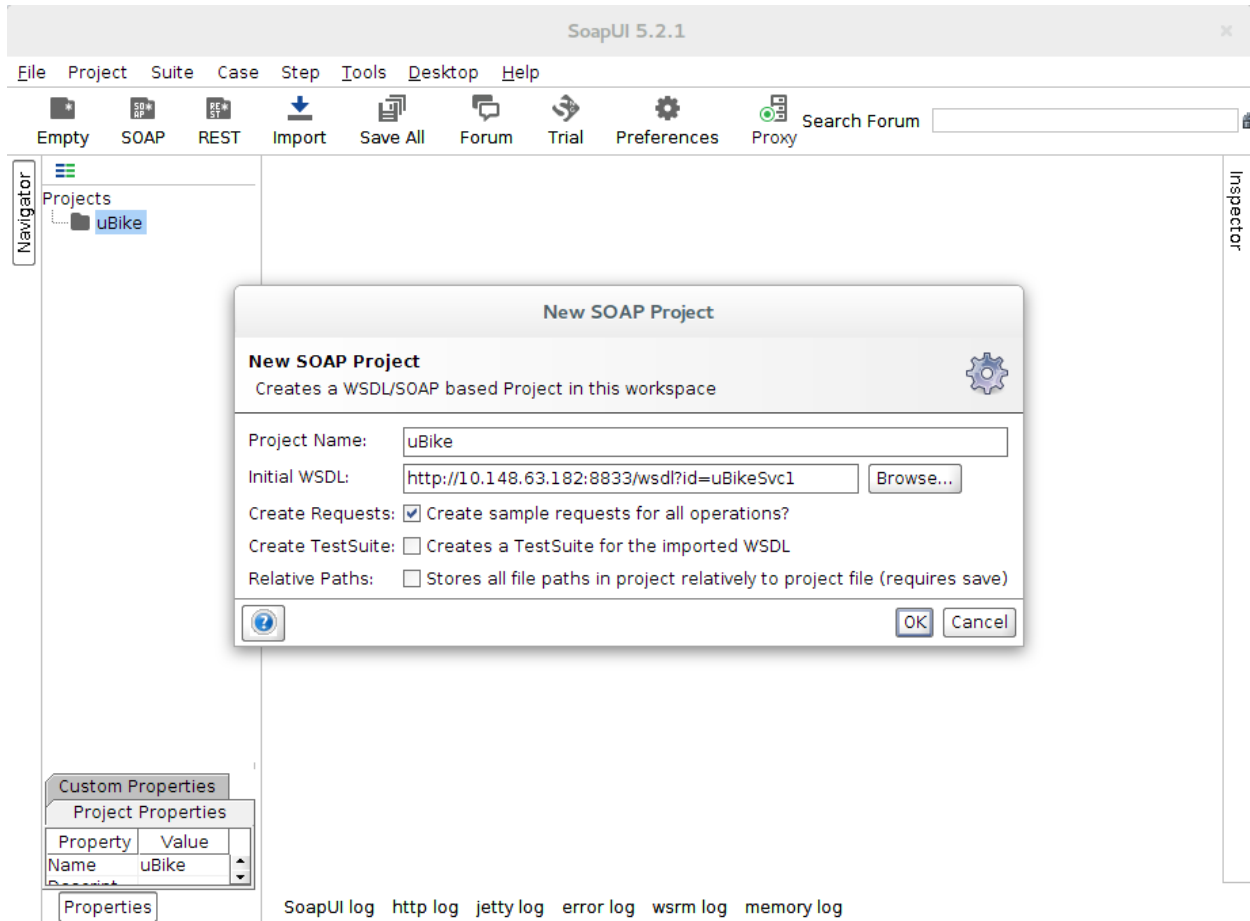 SoapUI 5.2.1
File Project Suite Case Step Tools Desktop Help
Empty SOAP REST Import Save All Forum Trial Preferences Proxy Search Forum
Navigator
Inspector
Projects
uBike
New SOAP Project
New SOAP Project
Creates a WSDL/SOAP based Project in this workspace
Project Name: uBike
Initial WSDL: http://10.148.63.182:8833/wsdl?id=uBikeSvc1 Browse...
Create Requests: Create sample requests for all operations?
Create TestSuite: Creates a TestSuite for the imported WSDL
Relative Paths: Stores all file paths in project relatively to project file (requires save)
OK Cancel
Custom Properties
Project Properties
Property Value
Name uBike
Properties
SoapUI log http log jetty log error log wsrm log memory log